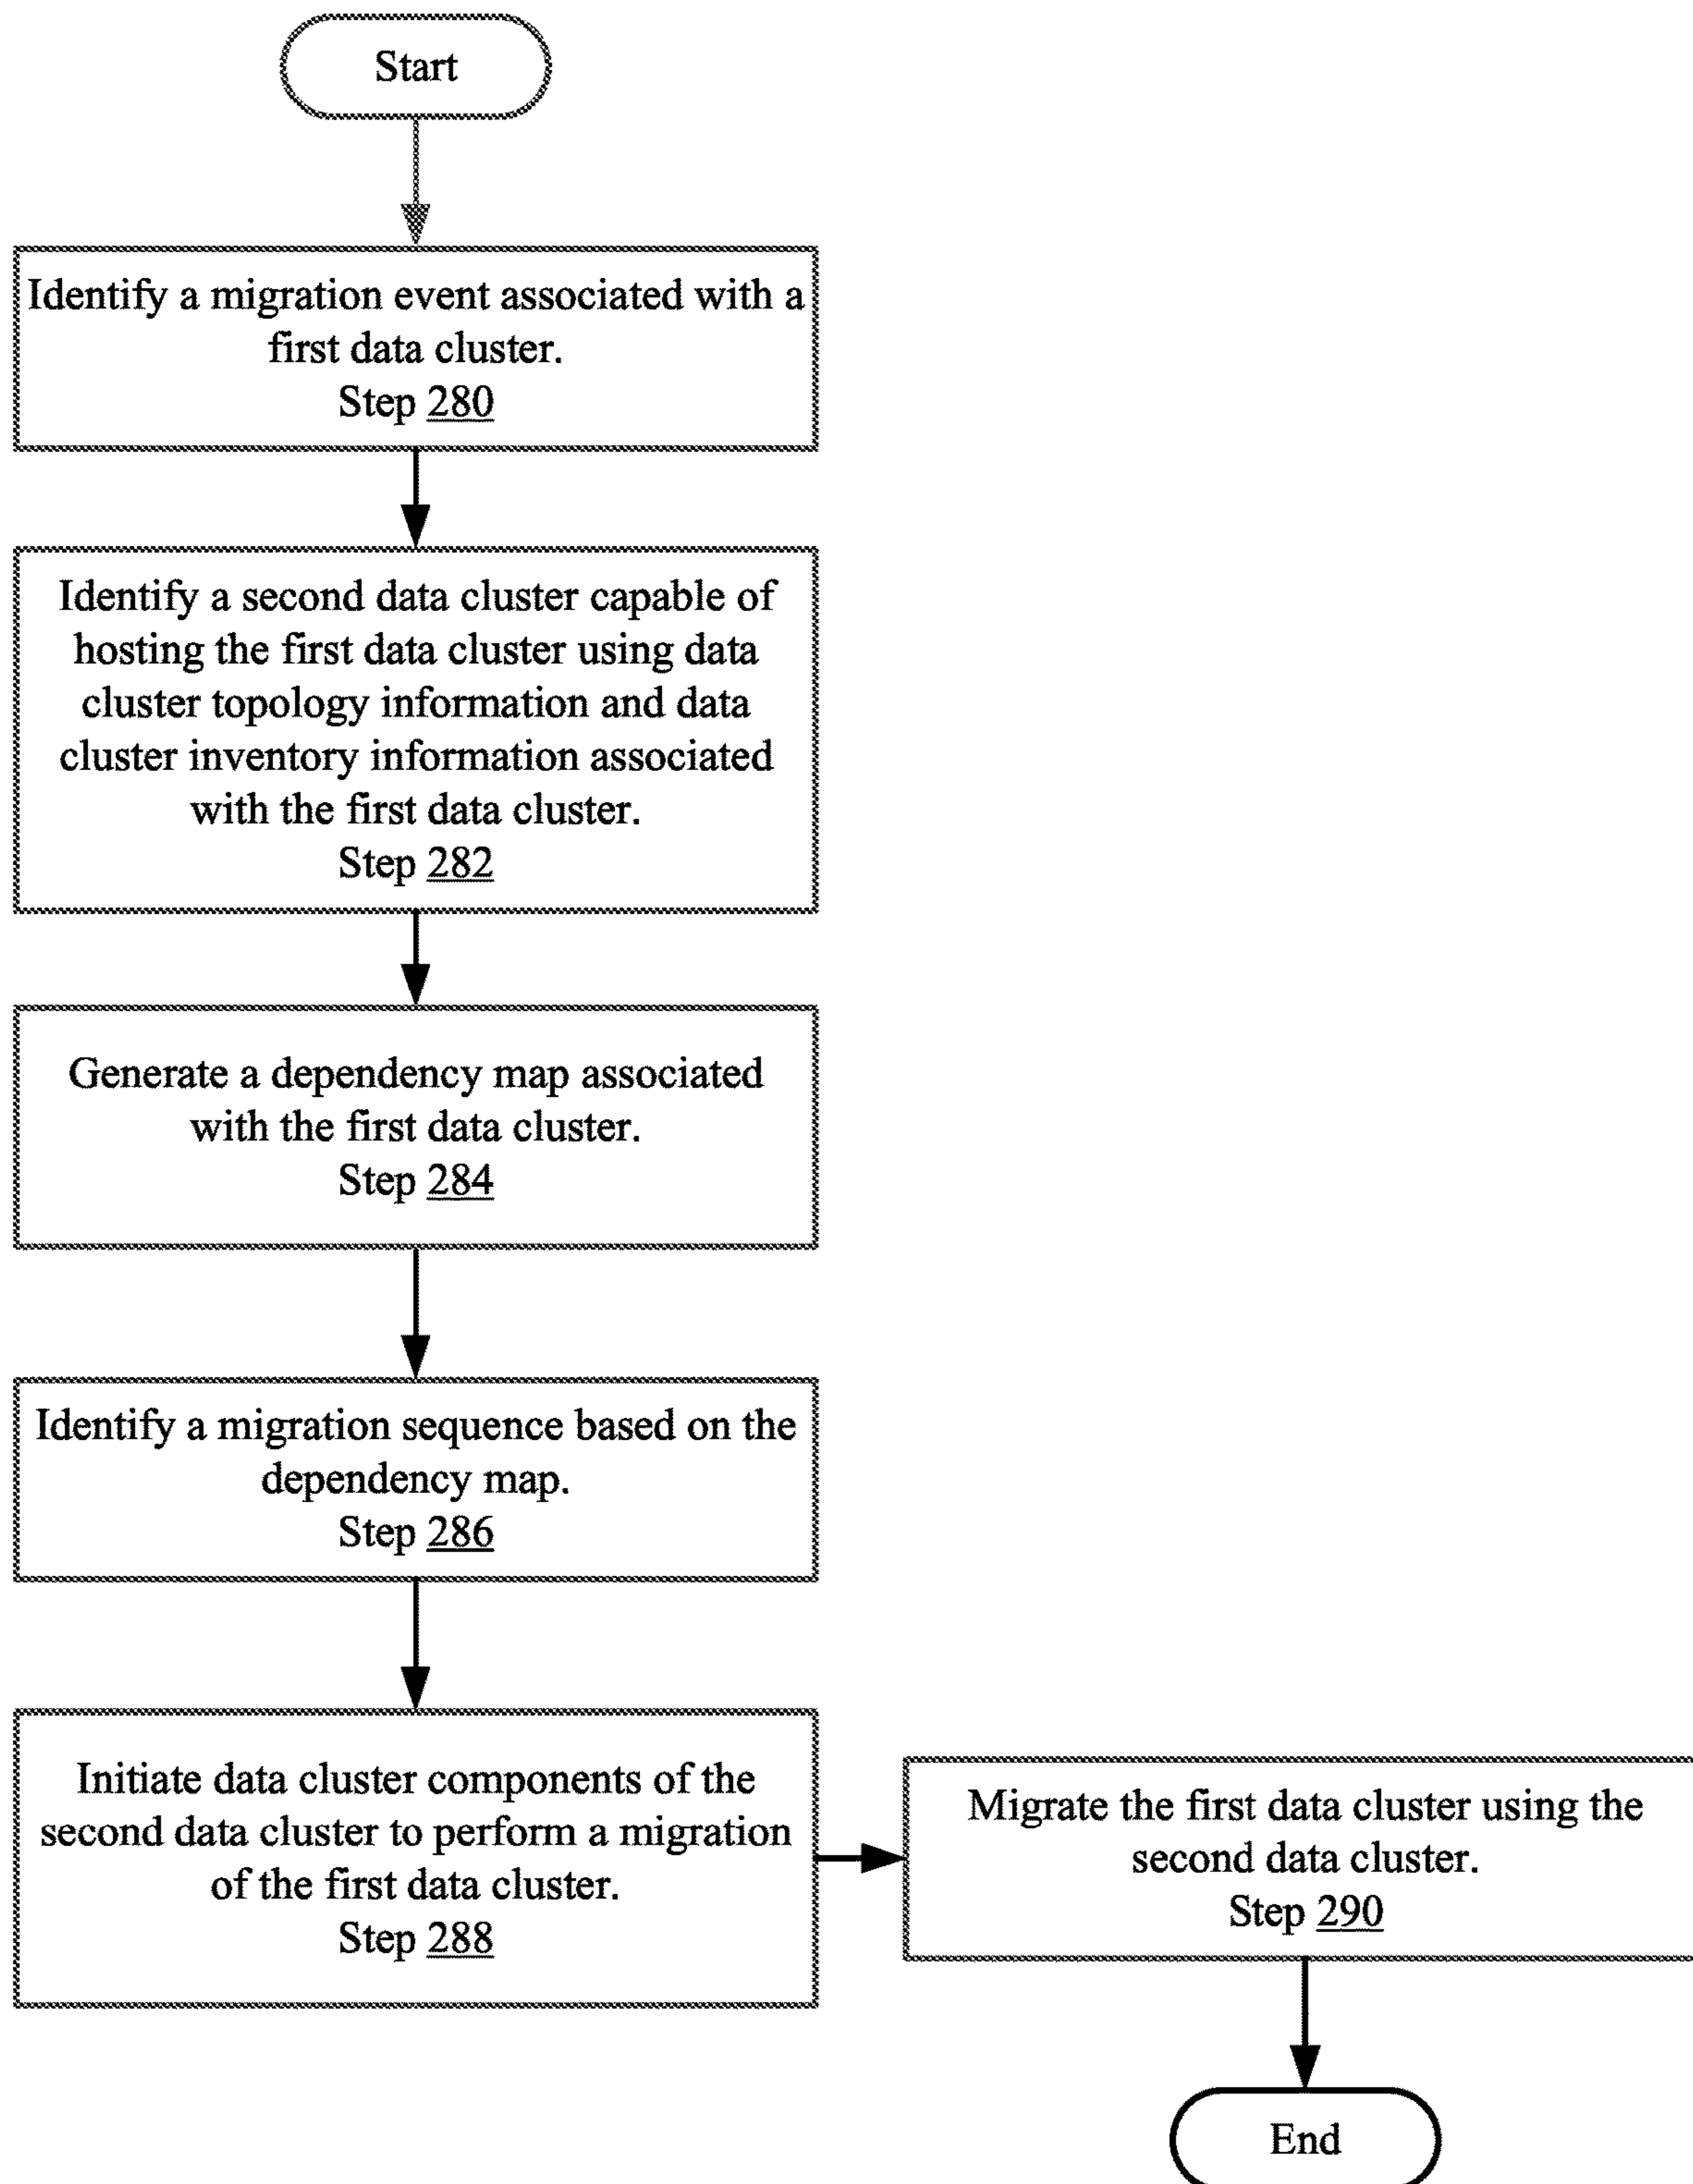 Start
Identify a migration event associated with a
first data cluster.
Step 280
Identify a second data cluster capable of
hosting the first data cluster using data
cluster topology information and data
cluster inventory information associated
with the first data cluster.
Step 282
Generate a dependency map associated
with the first data cluster.
Step 284
Identify a migration sequence based on the
dependency map.
Step 286
Initiate data cluster components of the
second data cluster to perform a migration
of the first data cluster.
Step 288
Migrate the first data cluster using the
second data cluster.
Step 290
End